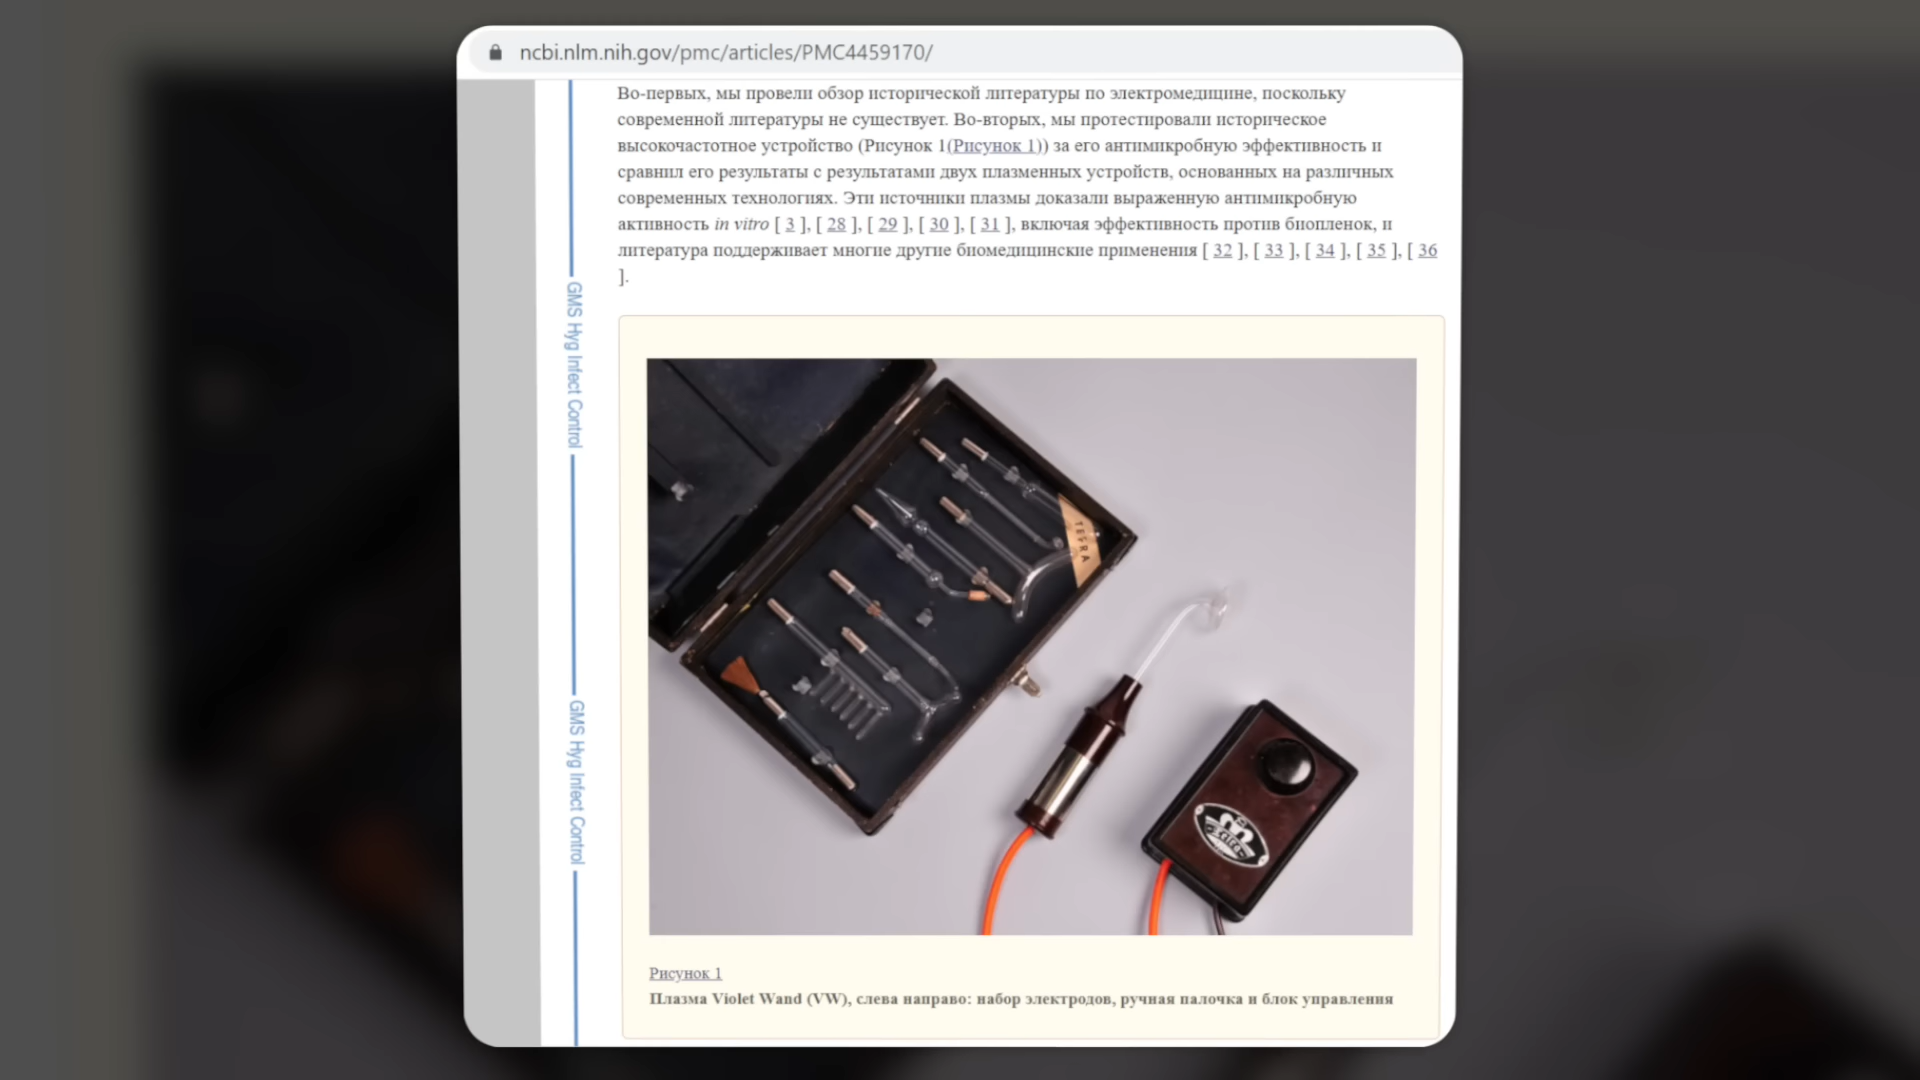 ncbi.nlm.nih.gov/pmc/articles/PMC4459170/
Во-первых, мы провели обзор исторической литературы по электромедицине, поскольку
современной литературы не существует. Во-вторых, мы протестировали историческое
высокочастотное устройство (Рисунок 1(Рисунок 1)) за его антимикробную эффективность и
сравнил его результаты с результатами двух плазменных устройств, основанных на различных
современных технологиях. Эти источники плазмы доказали выраженную антимикробную
активность in vitro [ 3 ], [ 28 ], [ 29 ], [ 30 ], [ 31 ], включая эффективность против биопленок, и
литература поддерживает многие другие биомедицинские применения [ 32 ], [ 33 ], [ 34 ], [ 35 ], [ 36
].
GMS Hyg Infect Control
GMS Hyg Infect Control
TEFRA
Рисунок 1
Плазма Violet Wand (VW), слева направо: набор электродов, ручная палочка и блок управления